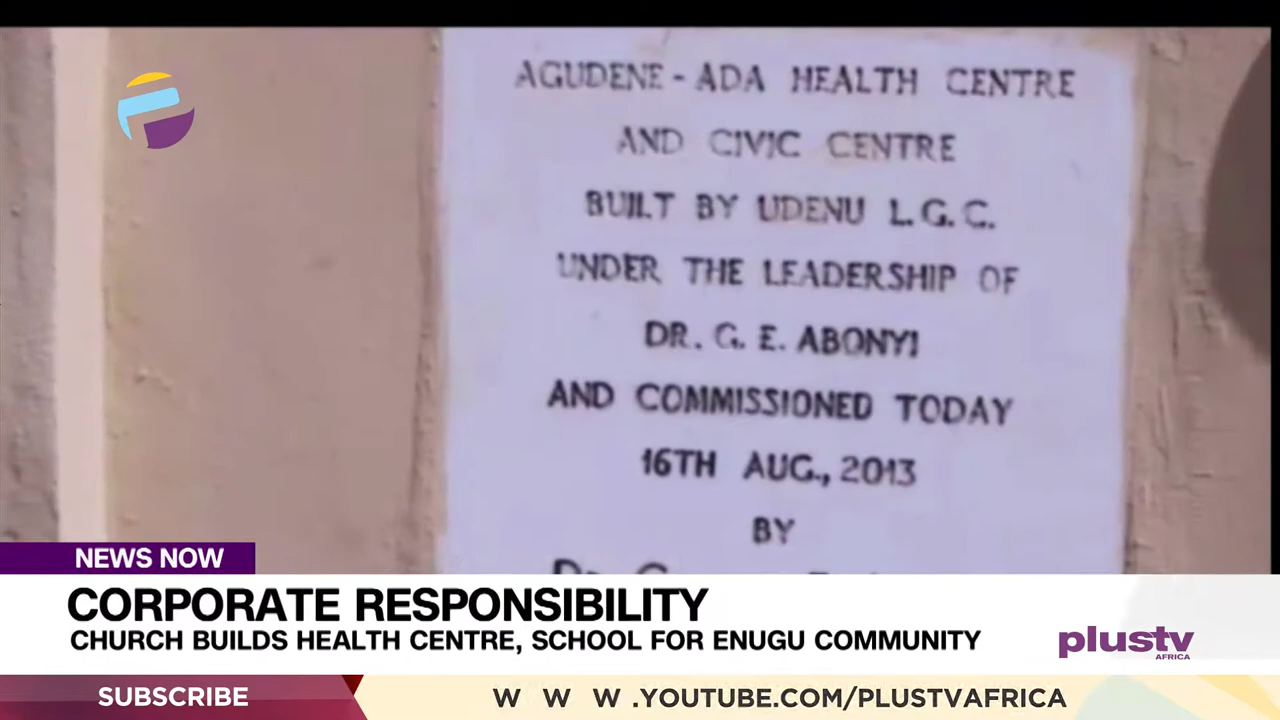 AGUDENE - ADA HEALTH CENTRE
AND CIVIC CENTRE
BUILT BY UDENU L.G.C.
UNDER THE LEADERSHIP OF
DR. G. E. ABONYI
AND COMMISSIONED TODAY
16TH AUG., 2013
BY
NEWS NOW
CORPORATE RESPONSIBILITY
CHURCH BUILDS HEALTH CENTRE, SCHOOL FOR ENUGU COMMUNITY
plustv
AFRICA
SUBSCRIBE
W W W .YOUTUBE.COM/PLUSTVAFRICA